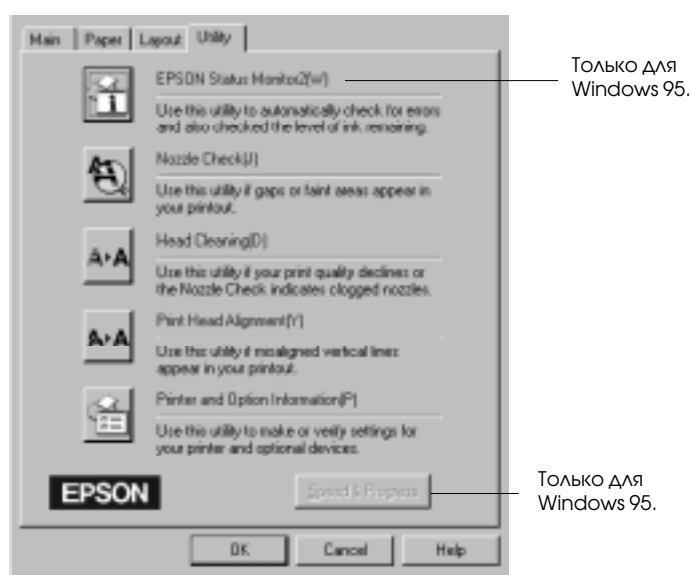 Main Paper Layout Utility
EPSON Status Monitor2(W)
Только для
Windows 95.
Use this utility to automatically check for errors
and also checked the level of ink remaining.
Nozzle Check(J)
Use this utility if gaps or faint areas appear in
your printout.
Head Cleaning(D)
Use this utility if your print quality declines or
the Nozzle Check indicates clogged nozzles.
Print Head Alignment(Y)
Use this utility if misaligned vertical lines
appear in your printout.
Printer and Option Information(P)
Use this utility to make or verify settings for
your printer and optional devices.
EPSON
Speed & Progress
Только для
Windows 95.
OK Cancel Help